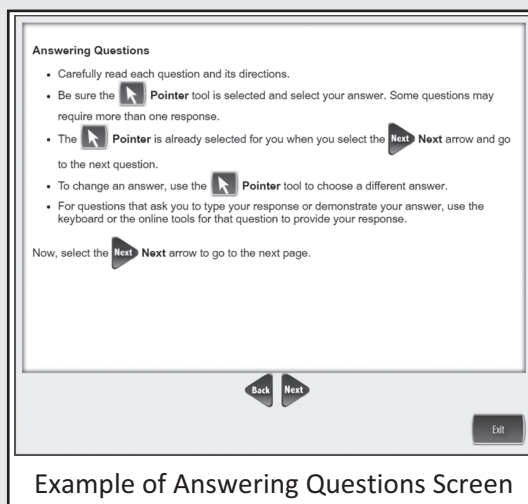 Answering Questions
• Carefully read each question and its directions.
• Be sure the Pointer tool is selected and select your answer. Some questions may
require more than one response.
• The Pointer is already selected for you when you select the Next Next arrow and go
to the next question.
• To change an answer, use the Pointer tool to choose a different answer.
• For questions that ask you to type your response or demonstrate your answer, use the
keyboard or the online tools for that question to provide your response.
Now, select the Next Next arrow to go to the next page.
Back Next
Exit
Example of Answering Questions Screen